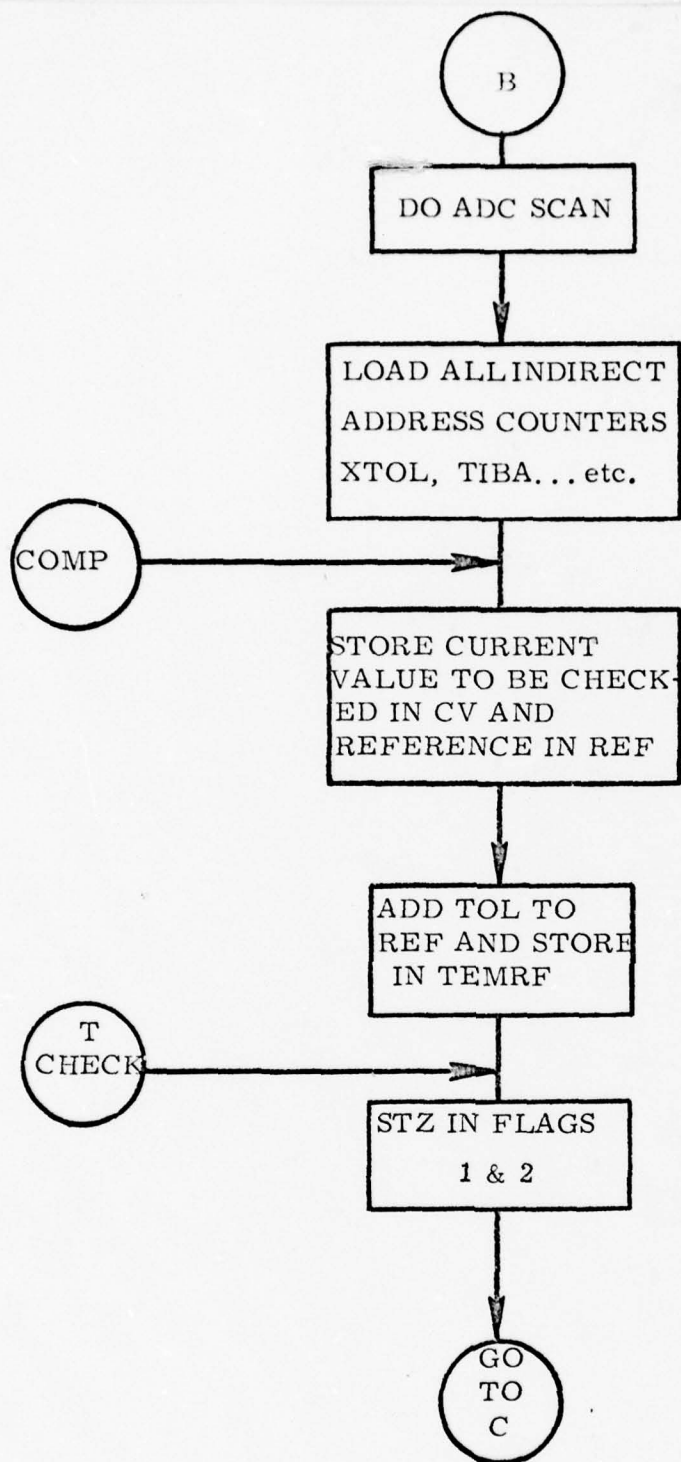 B
DO ADC SCAN
LOAD ALL INDIRECT
ADDRESS COUNTERS
XTOL, TIBA... etc.
COMP
STORE CURRENT
VALUE TO BE CHECK-
ED IN CV AND
REFERENCE IN REF
ADD TOL TO
REF AND STORE
IN TEMRF
T
CHECK
STZ IN FLAGS
1 & 2
GO
TO
C